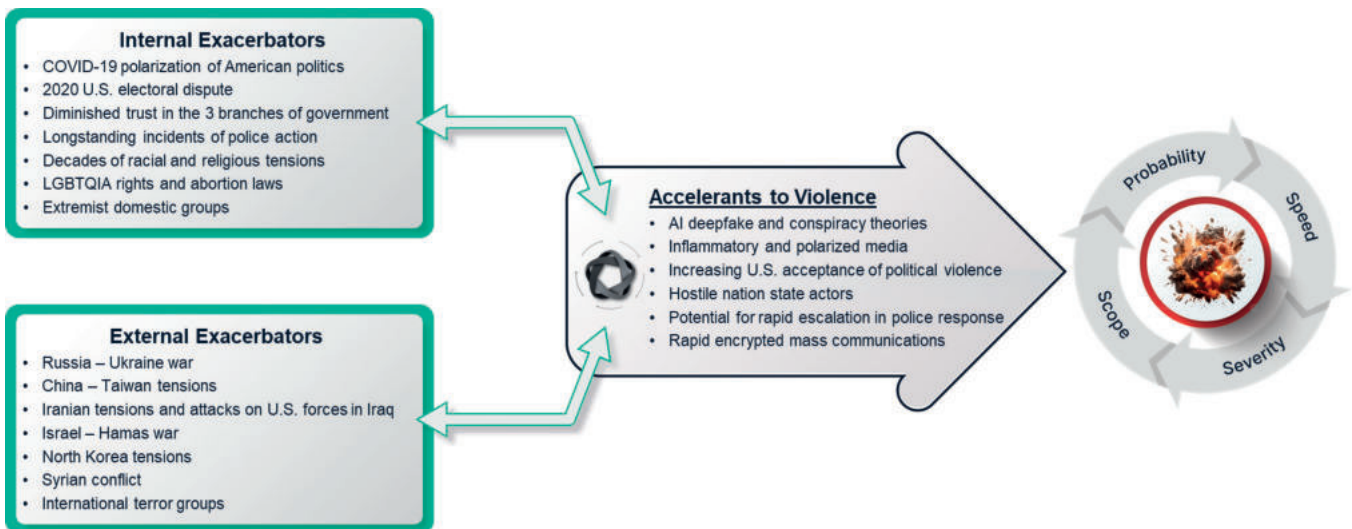 Internal Exacerbators
• COVID-19 polarization of American politics
• 2020 U.S. electoral dispute
• Diminished trust in the 3 branches of government
• Longstanding incidents of police action
• Decades of racial and religious tensions
• LGBTQIA rights and abortion laws
• Extremist domestic groups
External Exacerbators
• Russia – Ukraine war
• China – Taiwan tensions
• Iranian tensions and attacks on U.S. forces in Iraq
• Israel – Hamas war
• North Korea tensions
• Syrian conflict
• International terror groups
Accelerants to Violence
• AI deepfake and conspiracy theories
• Inflammatory and polarized media
• Increasing U.S. acceptance of political violence
• Hostile nation state actors
• Potential for rapid escalation in police response
• Rapid encrypted mass communications
Probability
Speed
Severity
Scope